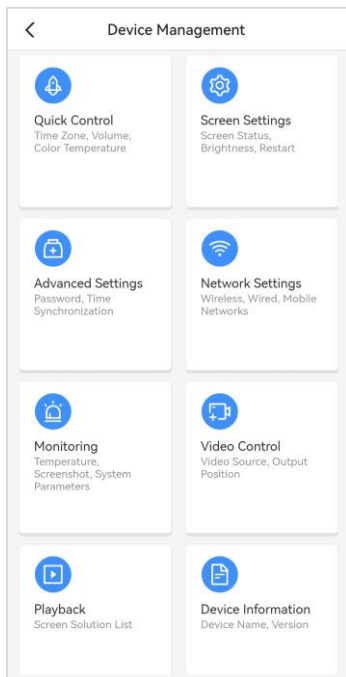 Device Management
Quick Control
Time Zone, Volume,
Color Temperature
Screen Settings
Screen Status,
Brightness, Restart
Advanced Settings
Password, Time
Synchronization
Network Settings
Wireless, Wired, Mobile
Networks
Monitoring
Temperature,
Screenshot, System
Parameters
Video Control
Video Source, Output
Position
Playback
Screen Solution List
Device Information
Device Name, Version